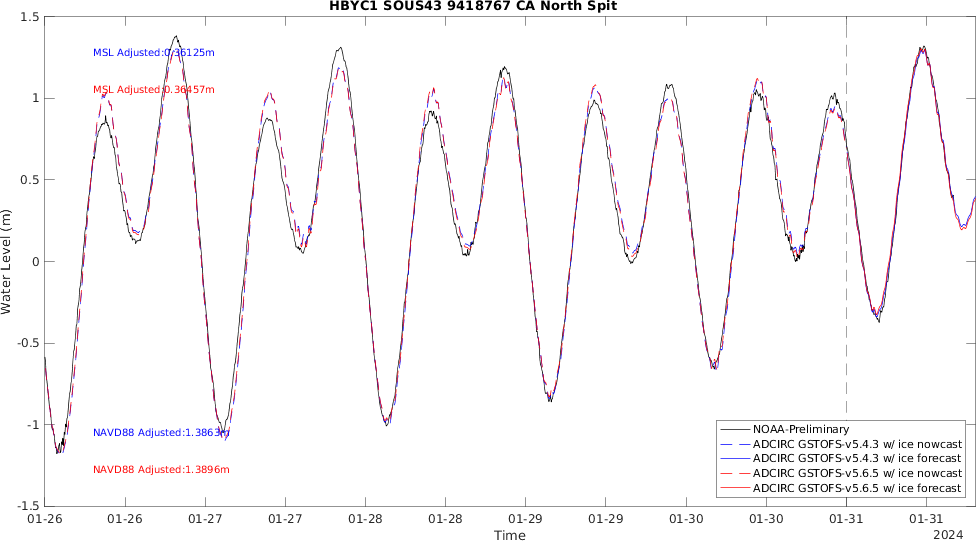 HBYC1 SOUS43 9418767 CA North Spit
1.5
1
0.5
0
-0.5
-1
-1.5
Water Level (m)
MSL Adjusted:0.36125m
MSL Adjusted:0.36457m
NAVD88 Adjusted:1.3863m
NAVD88 Adjusted:1.3896m
NOAA-Preliminary
ADCIRC GSTOFS-v5.4.3 w/ ice nowcast
ADCIRC GSTOFS-v5.4.3 w/ ice forecast
ADCIRC GSTOFS-v5.6.5 w/ ice nowcast
ADCIRC GSTOFS-v5.6.5 w/ ice forecast
01-26 01-26 01-27 01-27 01-28 01-28 01-29 01-29 01-30 01-30 01-31 01-31
Time
2024